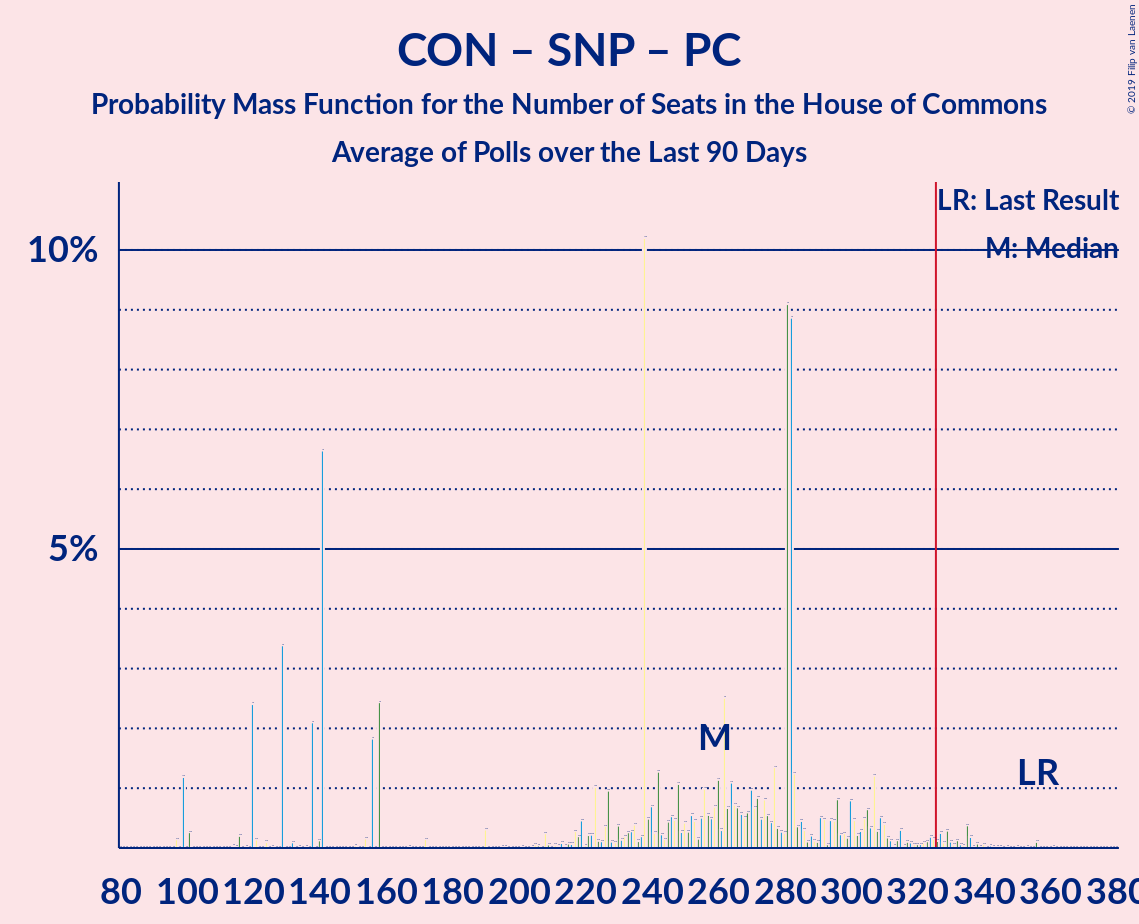 CON – SNP – PC
Probability Mass Function for the Number of Seats in the House of Commons
Average of Polls over the Last 90 Days
© 2019 Filip van Laenen
LR: Last Result
M: Median
10%
5%
M
LR
80 100 120 140 160 180 200 220 240 260 280 300 320 340 360 380